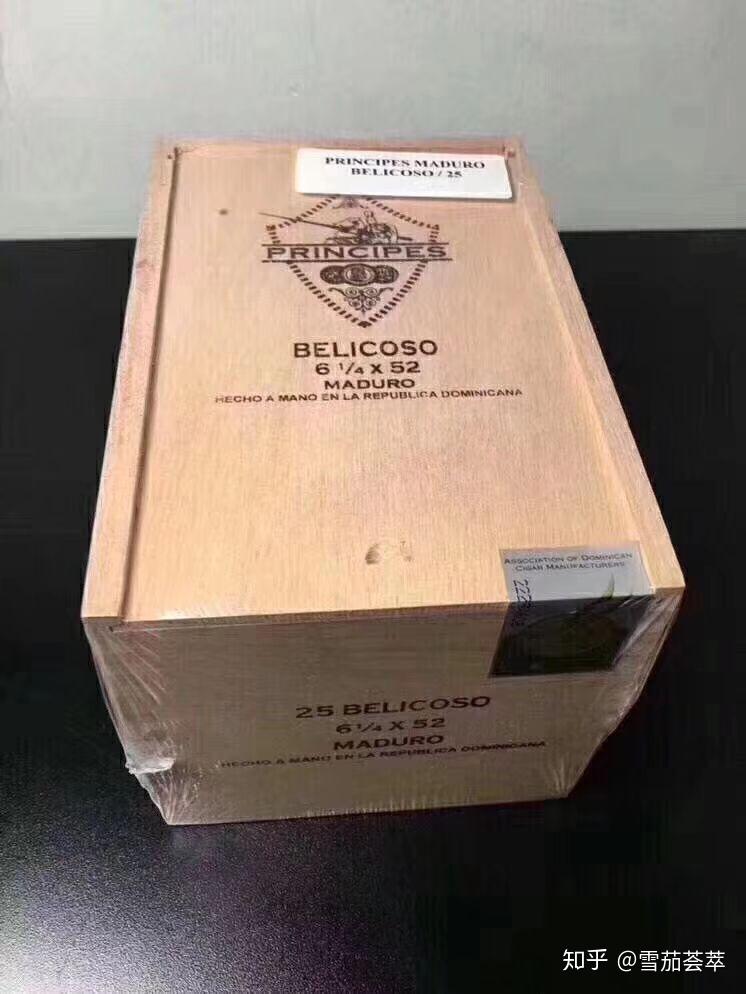 PRINCIPES MADURO
BELICOSO / 25
PRINCIPES
BELICOSO
6 1/4 X 52
MADURO
HECHO A MANO EN LA REPUBLICA DOMINICANA
ASSOCIATION OF DOMINICAN
CIGAR MANUFACTURERS
25 BELICOSO
6 1/4 X 52
MADURO
HECHO A MANO EN LA REPUBLICA DOMINICANA
知乎 @雪茄荟萃